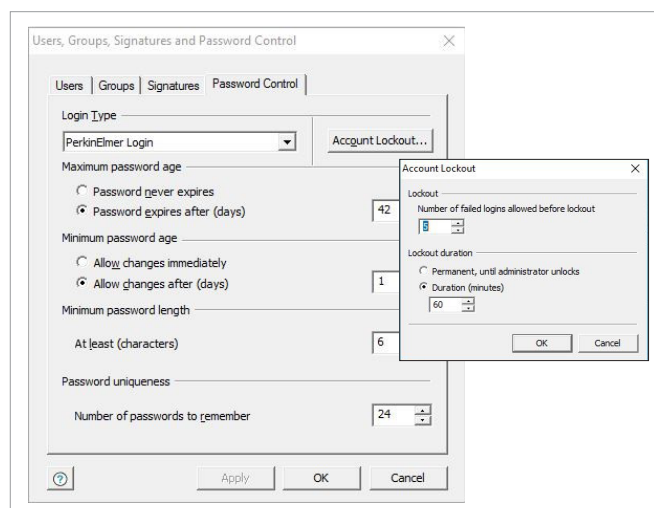 Users, Groups, Signatures and Password Control
Users Groups Signatures Password Control
Login Type
PerkinElmer Login Account Lockout...
Maximum password age
Password never expires
Password expires after (days) 42
Minimum password age
Allow changes immediately
Allow changes after (days) 1
Minimum password length
At least (characters) 6
Password uniqueness
Number of passwords to remember 24
? Apply OK Cancel
Account Lockout
Lockout
Number of failed logins allowed before lockout
5
Lockout duration
Permanent, until administrator unlocks
Duration (minutes)
60
OK Cancel